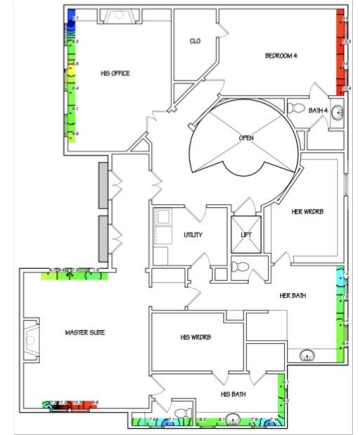 CLO
BEDROOM 4
HIS OFFICE
BATH 4
OPEN
HER WRDRB
UTILITY
LIFT
HER BATH
MASTER SUITE
HIS WRDRB
HIS BATH